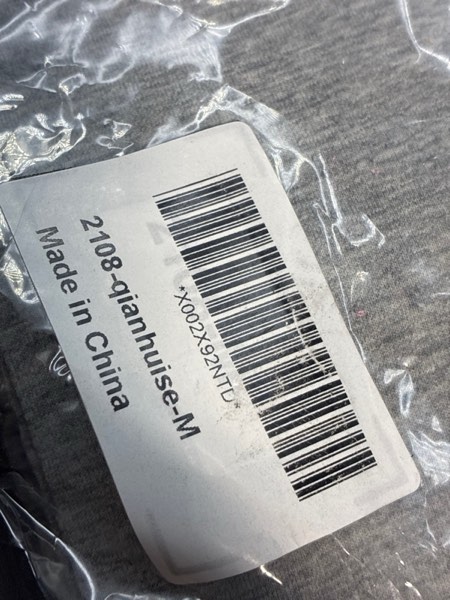 *X002X92NTD*
2108-qianhuise-M
Made in China